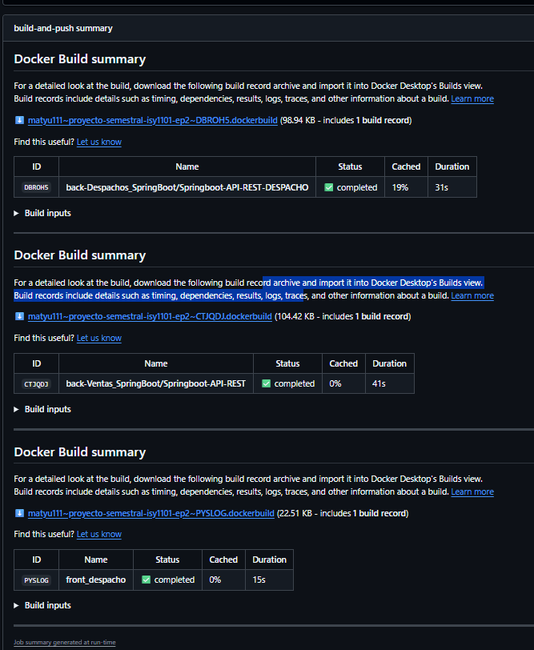 build-and-push summary
Docker Build summary
For a detailed look at the build, download the following build record archive and import it into Docker Desktop's Builds view.
Build records include details such as timing, dependencies, results, logs, traces, and other information about a build. Learn more
matyu111~proyecto-semestral-isy1101-ep2~DBROH5.dockerbuild (98.94 KB - includes 1 build record)
Find this useful? Let us know
ID Name Status Cached Duration
DBROH5 back-Despachos_SpringBoot/Springboot-API-REST-DESPACHO ✅ completed 19% 31s
Build inputs
Docker Build summary
For a detailed look at the build, download the following build record archive and import it into Docker Desktop's Builds view.
Build records include details such as timing, dependencies, results, logs, traces, and other information about a build. Learn more
matyu111~proyecto-semestral-isy1101-ep2~CTJQDJ.dockerbuild (104.42 KB - includes 1 build record)
Find this useful? Let us know
ID Name Status Cached Duration
CTJQDJ back-Ventas_SpringBoot/Springboot-API-REST ✅ completed 0% 41s
Build inputs
Docker Build summary
For a detailed look at the build, download the following build record archive and import it into Docker Desktop's Builds view.
Build records include details such as timing, dependencies, results, logs, traces, and other information about a build. Learn more
matyu111~proyecto-semestral-isy1101-ep2~PYSLOG.dockerbuild (22.51 KB - includes 1 build record)
Find this useful? Let us know
ID Name Status Cached Duration
PYSLOG front_despacho ✅ completed 0% 15s
Build inputs
Job summary generated at run-time